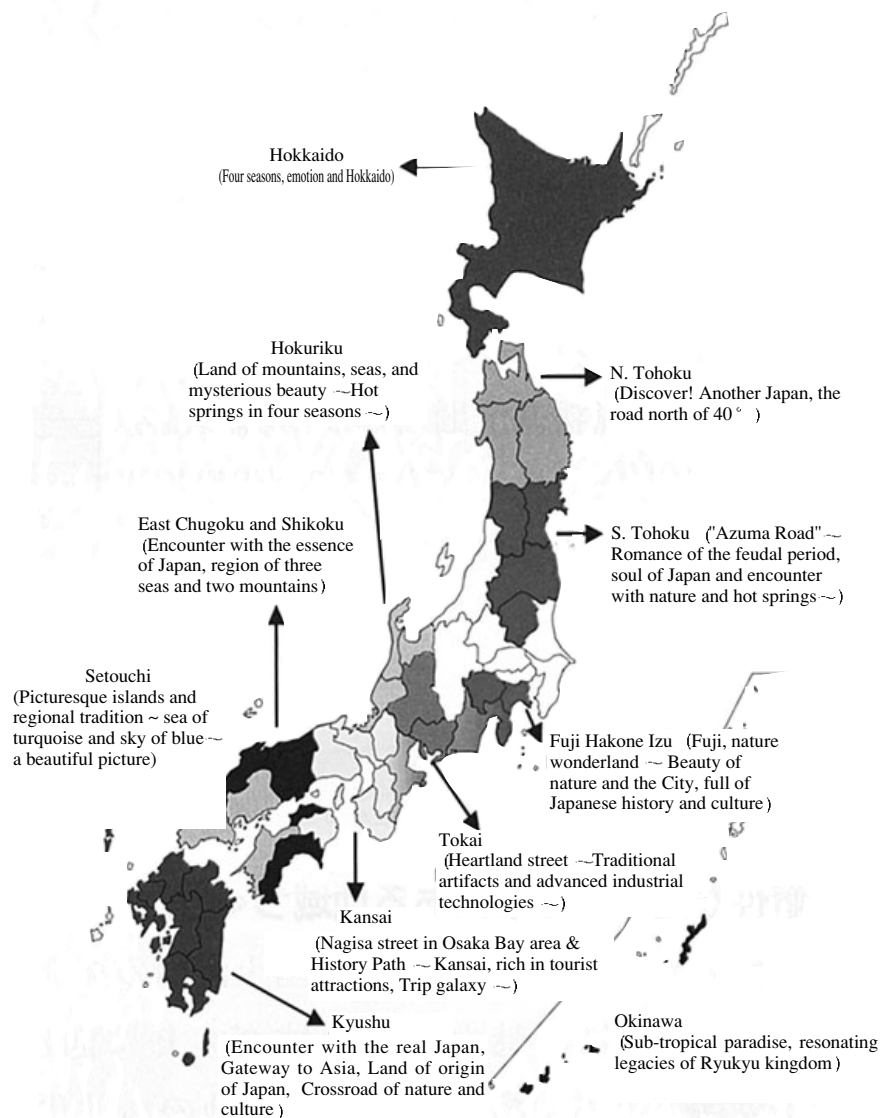 Hokkaido
(Four seasons, emotion and Hokkaido)
Hokuriku
(Land of mountains, seas, and
mysterious beauty ~Hot
springs in four seasons ~)
N. Tohoku
(Discover! Another Japan, the
road north of 40° )
East Chugoku and Shikoku
(Encounter with the essence
of Japan, region of three
seas and two mountains)
S. Tohoku ("Azuma Road" ~
Romance of the feudal period,
soul of Japan and encounter
with nature and hot springs ~)
Setouchi
(Picturesque islands and
regional tradition ~ sea of
turquoise and sky of blue ~
a beautiful picture)
Fuji Hakone Izu (Fuji, nature
wonderland ~ Beauty of
nature and the City, full of
Japanese history and culture)
Tokai
(Heartland street ~Traditional
artifacts and advanced industrial
technologies ~)
Kansai
(Nagisa street in Osaka Bay area &
History Path ~ Kansai, rich in tourist
attractions, Trip galaxy ~)
Kyushu
(Encounter with the real Japan,
Gateway to Asia, Land of origin
of Japan, Crossroad of nature and
culture)
Okinawa
(Sub-tropical paradise, resonating
legacies of Ryukyu kingdom)